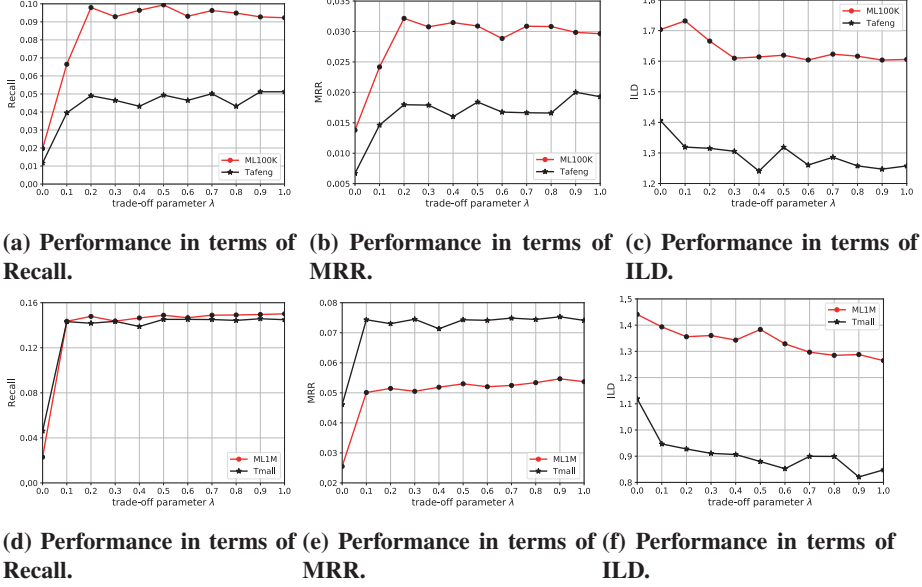 0.10
0.09
0.08
0.07
0.06
0.05
0.04
0.03
0.02
0.01
0.00
Recall
0.0 0.1 0.2 0.3 0.4 0.5 0.6 0.7 0.8 0.9 1.0
trade-off parameter λ
ML100K
Tafeng
0.035
0.030
0.025
0.020
0.015
0.010
0.005
MRR
0.0 0.1 0.2 0.3 0.4 0.5 0.6 0.7 0.8 0.9 1.0
trade-off parameter λ
ML100K
Tafeng
1.8
1.7
1.6
1.5
1.4
1.3
1.2
ILD
0.0 0.1 0.2 0.3 0.4 0.5 0.6 0.7 0.8 0.9 1.0
trade-off parameter λ
ML100K
Tafeng
(a) Performance in terms of
Recall.
(b) Performance in terms of
MRR.
(c) Performance in terms of
ILD.
0.16
0.12
0.08
0.04
0.00
Recall
0.0 0.1 0.2 0.3 0.4 0.5 0.6 0.7 0.8 0.9 1.0
trade-off parameter λ
ML1M
Tmall
0.08
0.07
0.06
0.05
0.04
0.03
0.02
MRR
0.0 0.1 0.2 0.3 0.4 0.5 0.6 0.7 0.8 0.9 1.0
trade-off parameter λ
ML1M
Tmall
1,5
1.4
1.3
1.2
1.1
1.0
0.9
0.8
ILD
0.0 0.1 0.2 0.3 0.4 0.5 0.6 0.7 0.8 0.9 1.0
trade-off parameter λ
ML1M
Tmall
(d) Performance in terms of
Recall.
(e) Performance in terms of
MRR.
(f) Performance in terms of
ILD.